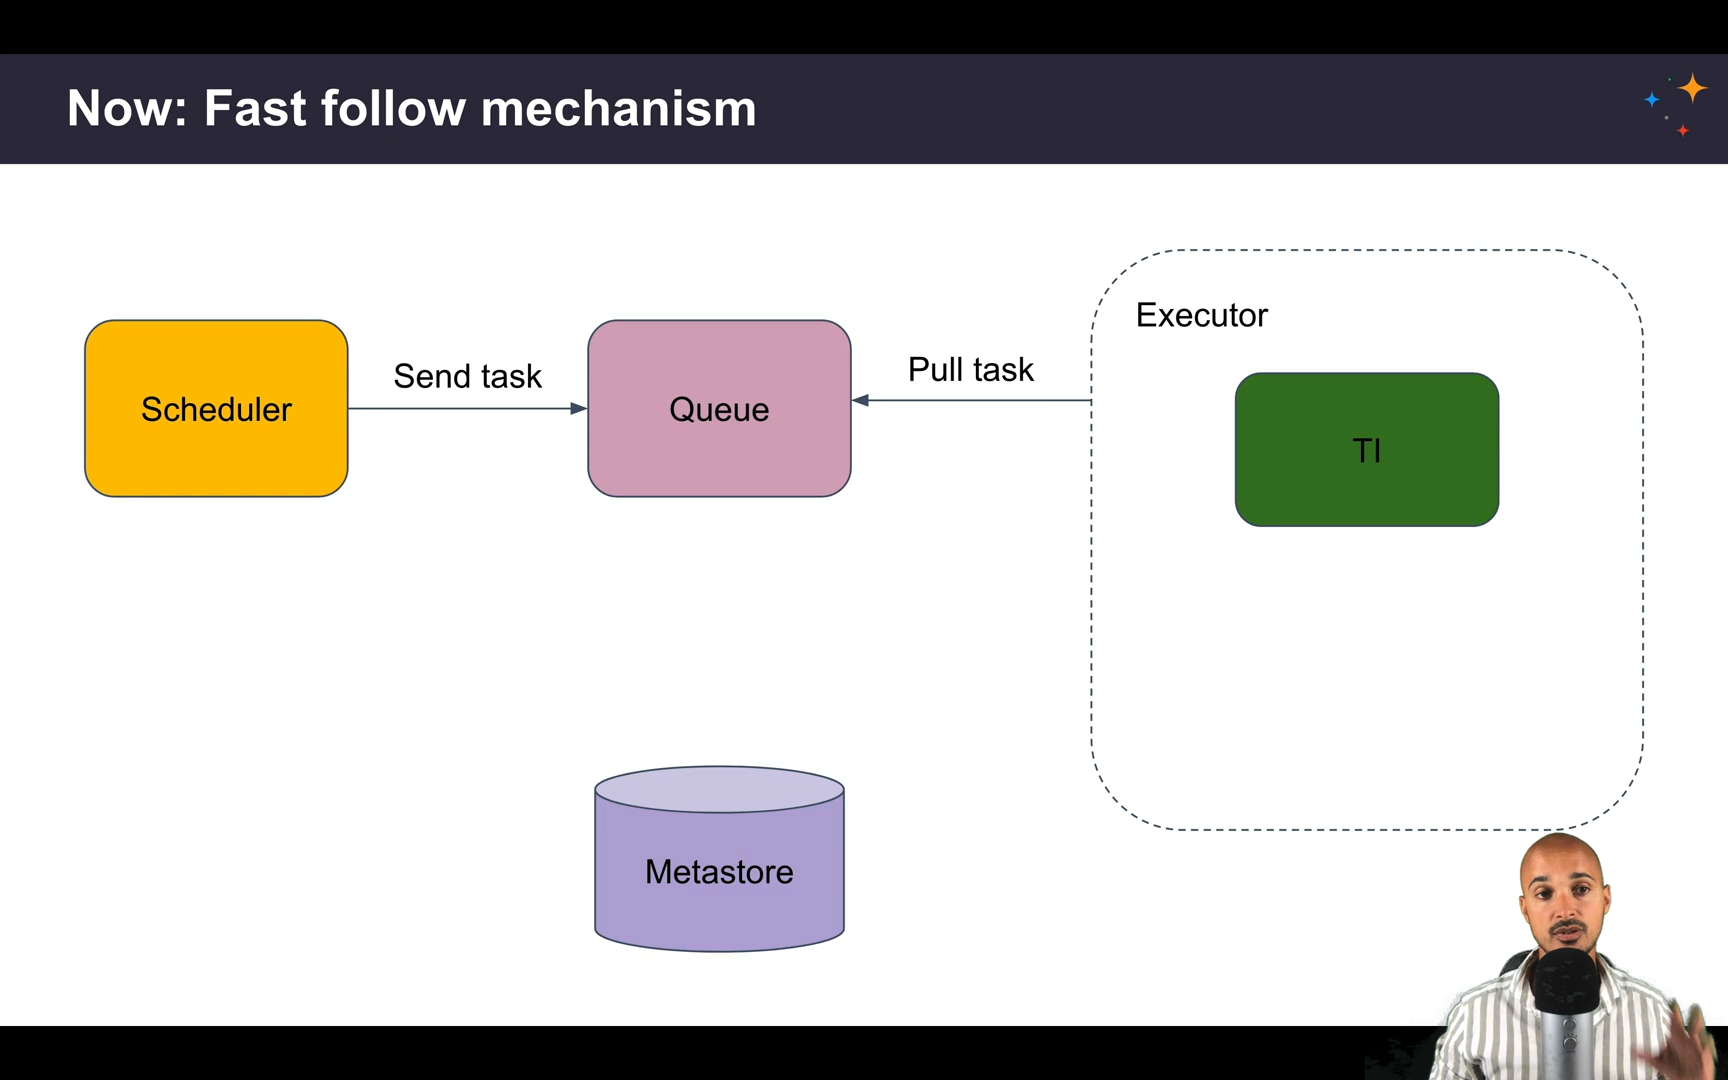 Now: Fast follow mechanism
Executor
Send task
Pull task
Scheduler
Queue
TI
Metastore